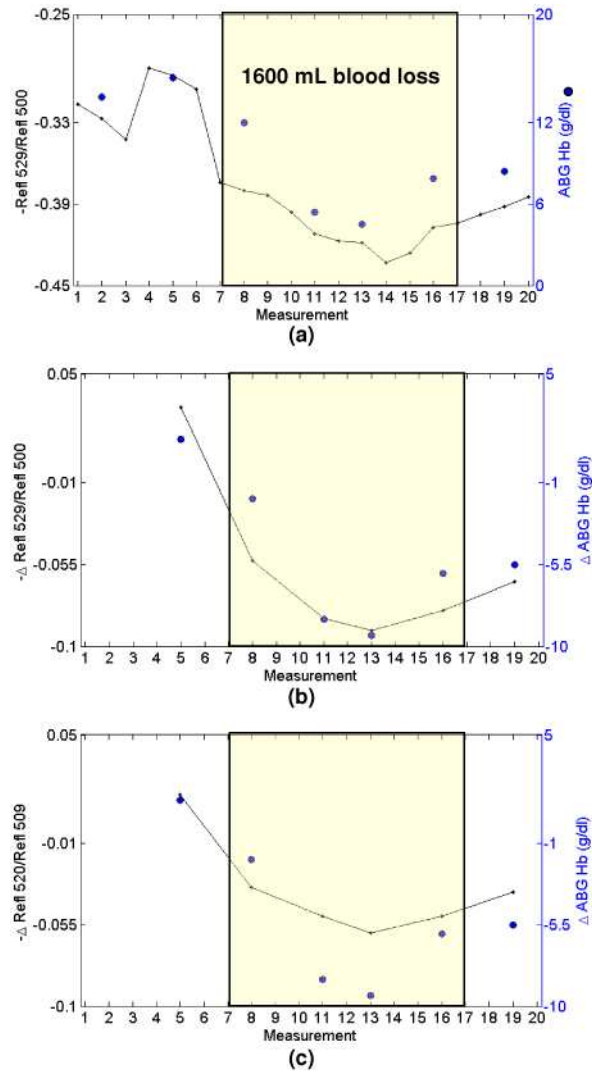 -0.25
20
1600 mL blood loss
-Refl 529/Refl 500
-0.33
12
ABG Hb (g/dl)
-0.39
6
-0.45
0
1 2 3 4 5 6 7 8 9 10 11 12 13 14 15 16 17 18 19 20
Measurement
(a)
0.05
5
-Δ Refl 529/Refl 500
-0.01
-1
Δ ABG Hb (g/dl)
-0.055
-5.5
-0.1
-10
1 2 3 4 5 6 7 8 9 10 11 12 13 14 15 16 17 18 19 20
Measurement
(b)
0.05
5
-Δ Refl 520/Refl 509
-0.01
-1
Δ ABG Hb (g/dl)
-0.055
-5.5
-0.1
-10
1 2 3 4 5 6 7 8 9 10 11 12 13 14 15 16 17 18 19 20
Measurement
(c)